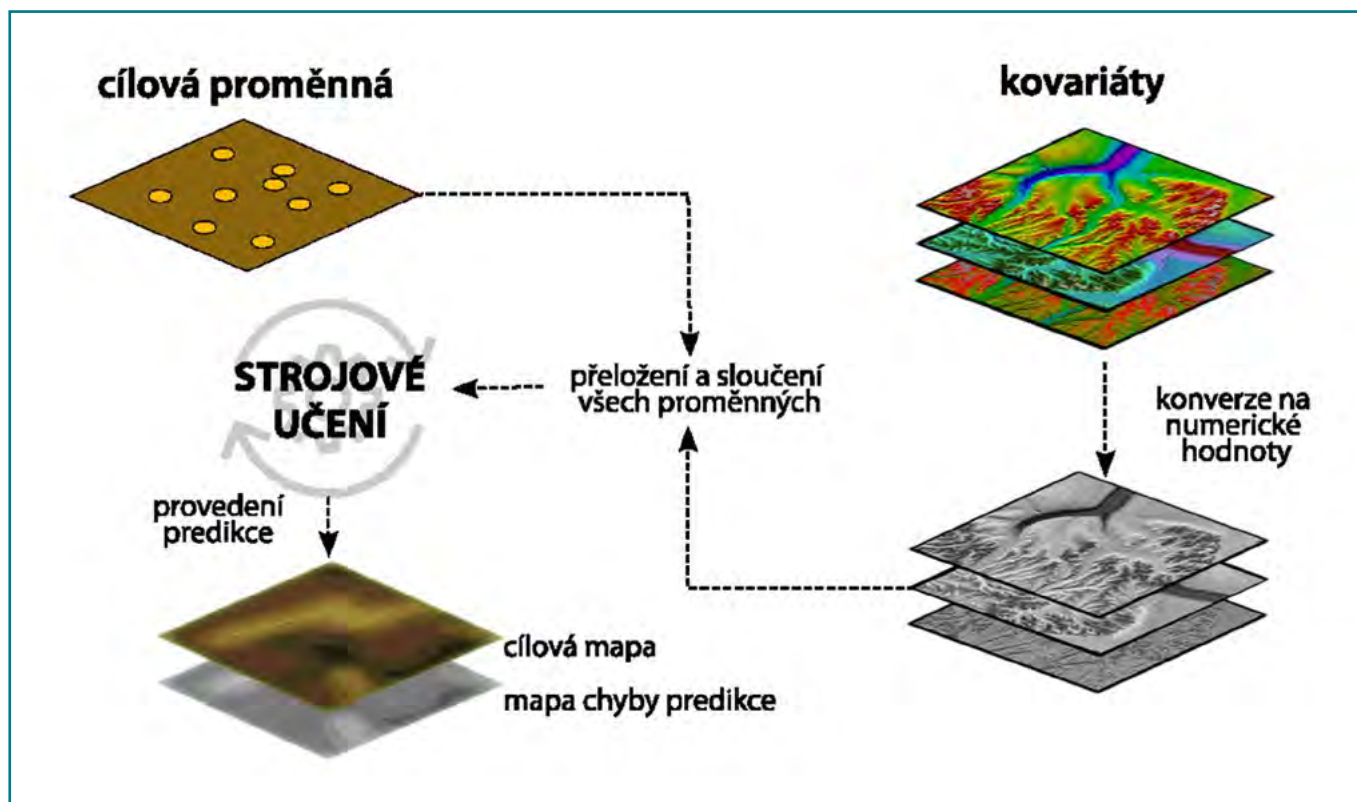 cílová proměnná
kovariáty
STROJOVÉ
UČENÍ
přeložení a sloučení
všech proměnných
konverze na
numerické
hodnoty
provedení
predikce
cílová mapa
mapa chyby predikce